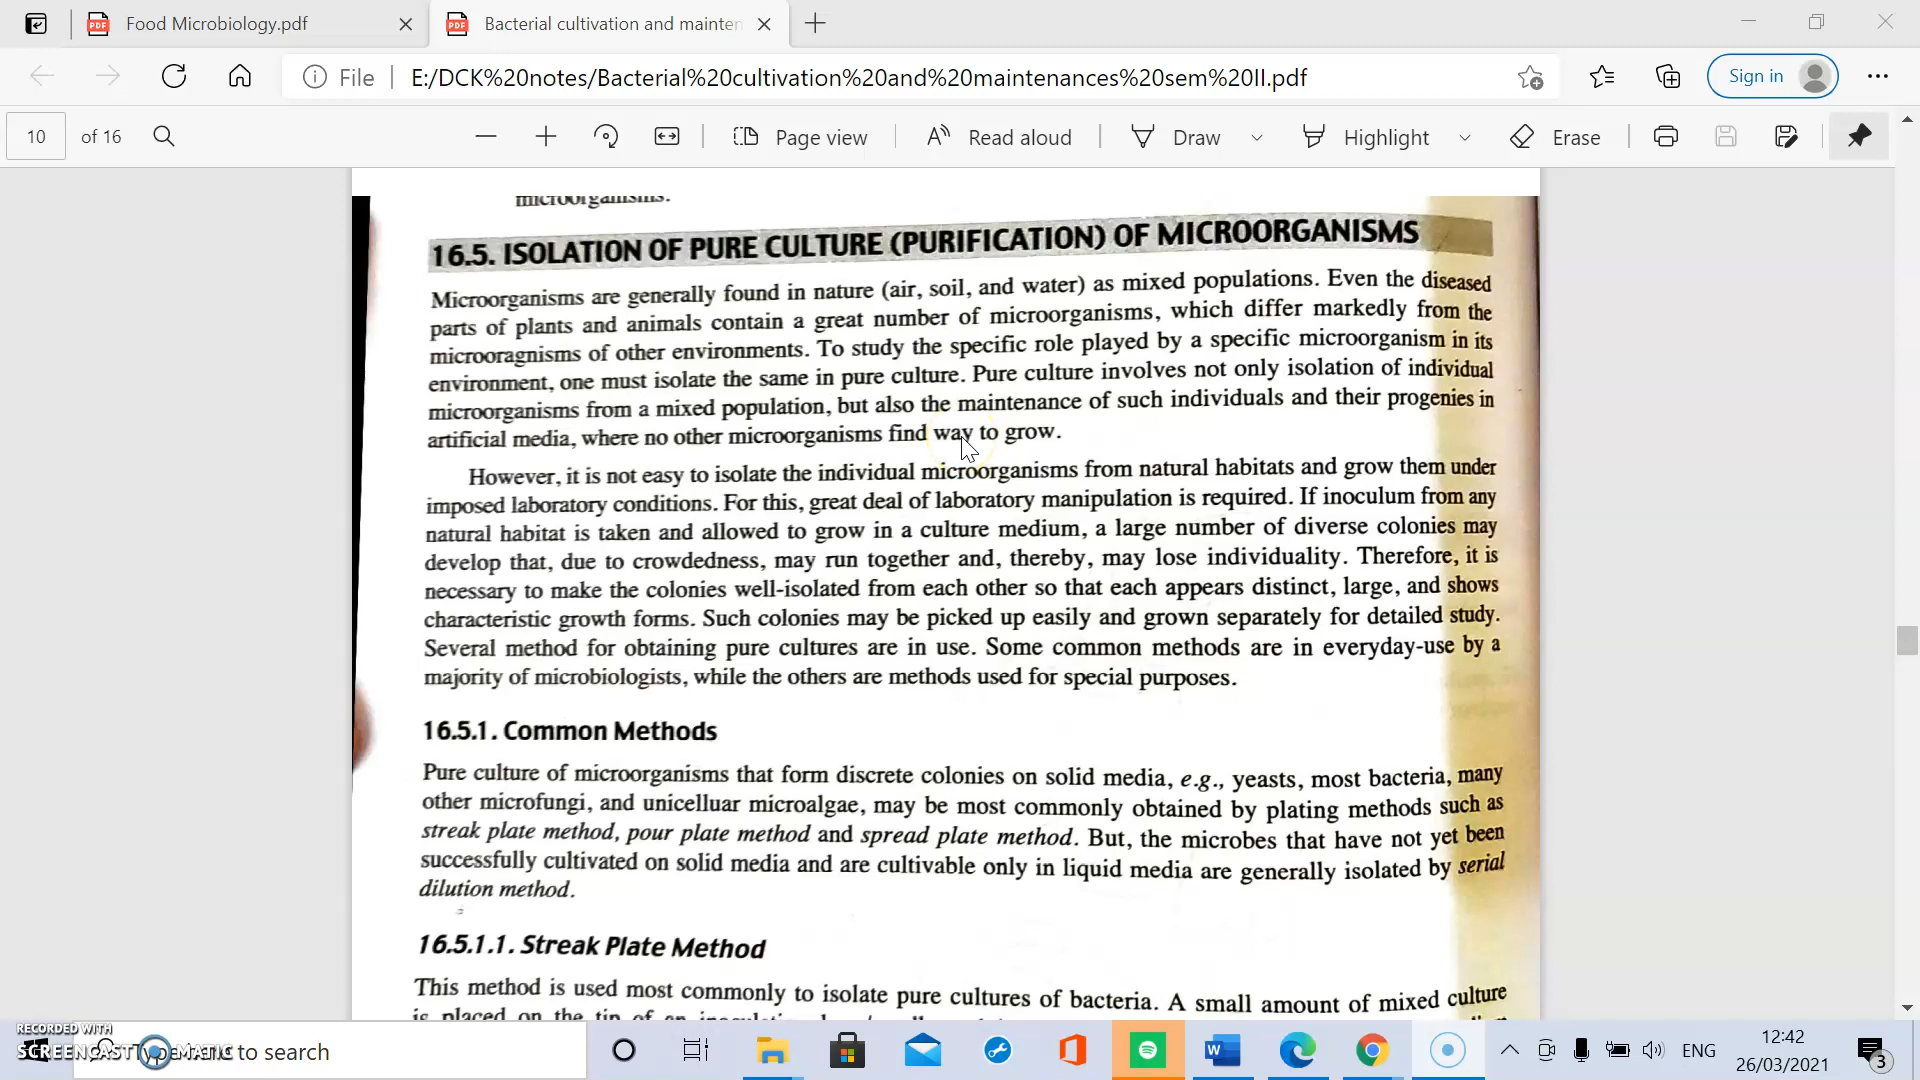 Food Microbiology.pdf
Bacterial cultivation and mainten
File
E:/DCK%20notes/Bacterial%20cultivation%20and%20maintenances%20sem%20II.pdf
Sign in
10
of 16
Page view
Read aloud
Draw
Highlight
Erase
microorganisms.
16.5. ISOLATION OF PURE CULTURE (PURIFICATION) OF MICROORGANISMS
Microorganisms are generally found in nature (air, soil, and water) as mixed populations. Even the diseased
parts of plants and animals contain a great number of microorganisms, which differ markedly from the
microoragnisms of other environments. To study the specific role played by a specific microorganism in its
environment, one must isolate the same in pure culture. Pure culture involves not only isolation of individual
microorganisms from a mixed population, but also the maintenance of such individuals and their progenies in
artificial media, where no other microorganisms find way to grow.
However, it is not easy to isolate the individual microorganisms from natural habitats and grow them under
imposed laboratory conditions. For this, great deal of laboratory manipulation is required. If inoculum from any
natural habitat is taken and allowed to grow in a culture medium, a large number of diverse colonies may
develop that, due to crowdedness, may run together and, thereby, may lose individuality. Therefore, it is
necessary to make the colonies well-isolated from each other so that each appears distinct, large, and shows
characteristic growth forms. Such colonies may be picked up easily and grown separately for detailed study.
Several method for obtaining pure cultures are in use. Some common methods are in everyday-use by a
majority of microbiologists, while the others are methods used for special purposes.
16.5.1. Common Methods
Pure culture of microorganisms that form discrete colonies on solid media, e.g., yeasts, most bacteria, many
other microfungi, and unicelluar microalgae, may be most commonly obtained by plating methods such as
streak plate method, pour plate method and spread plate method. But, the microbes that have not yet been
successfully cultivated on solid media and are cultivable only in liquid media are generally isolated by serial
dilution method.
16.5.1.1. Streak Plate Method
This method is used most commonly to isolate pure cultures of bacteria. A small amount of mixed culture
is placed on the tip of an
RECORDED WITH
SCREENCAST MATIC
Type here to search
ENG
12:42
26/03/2021
3